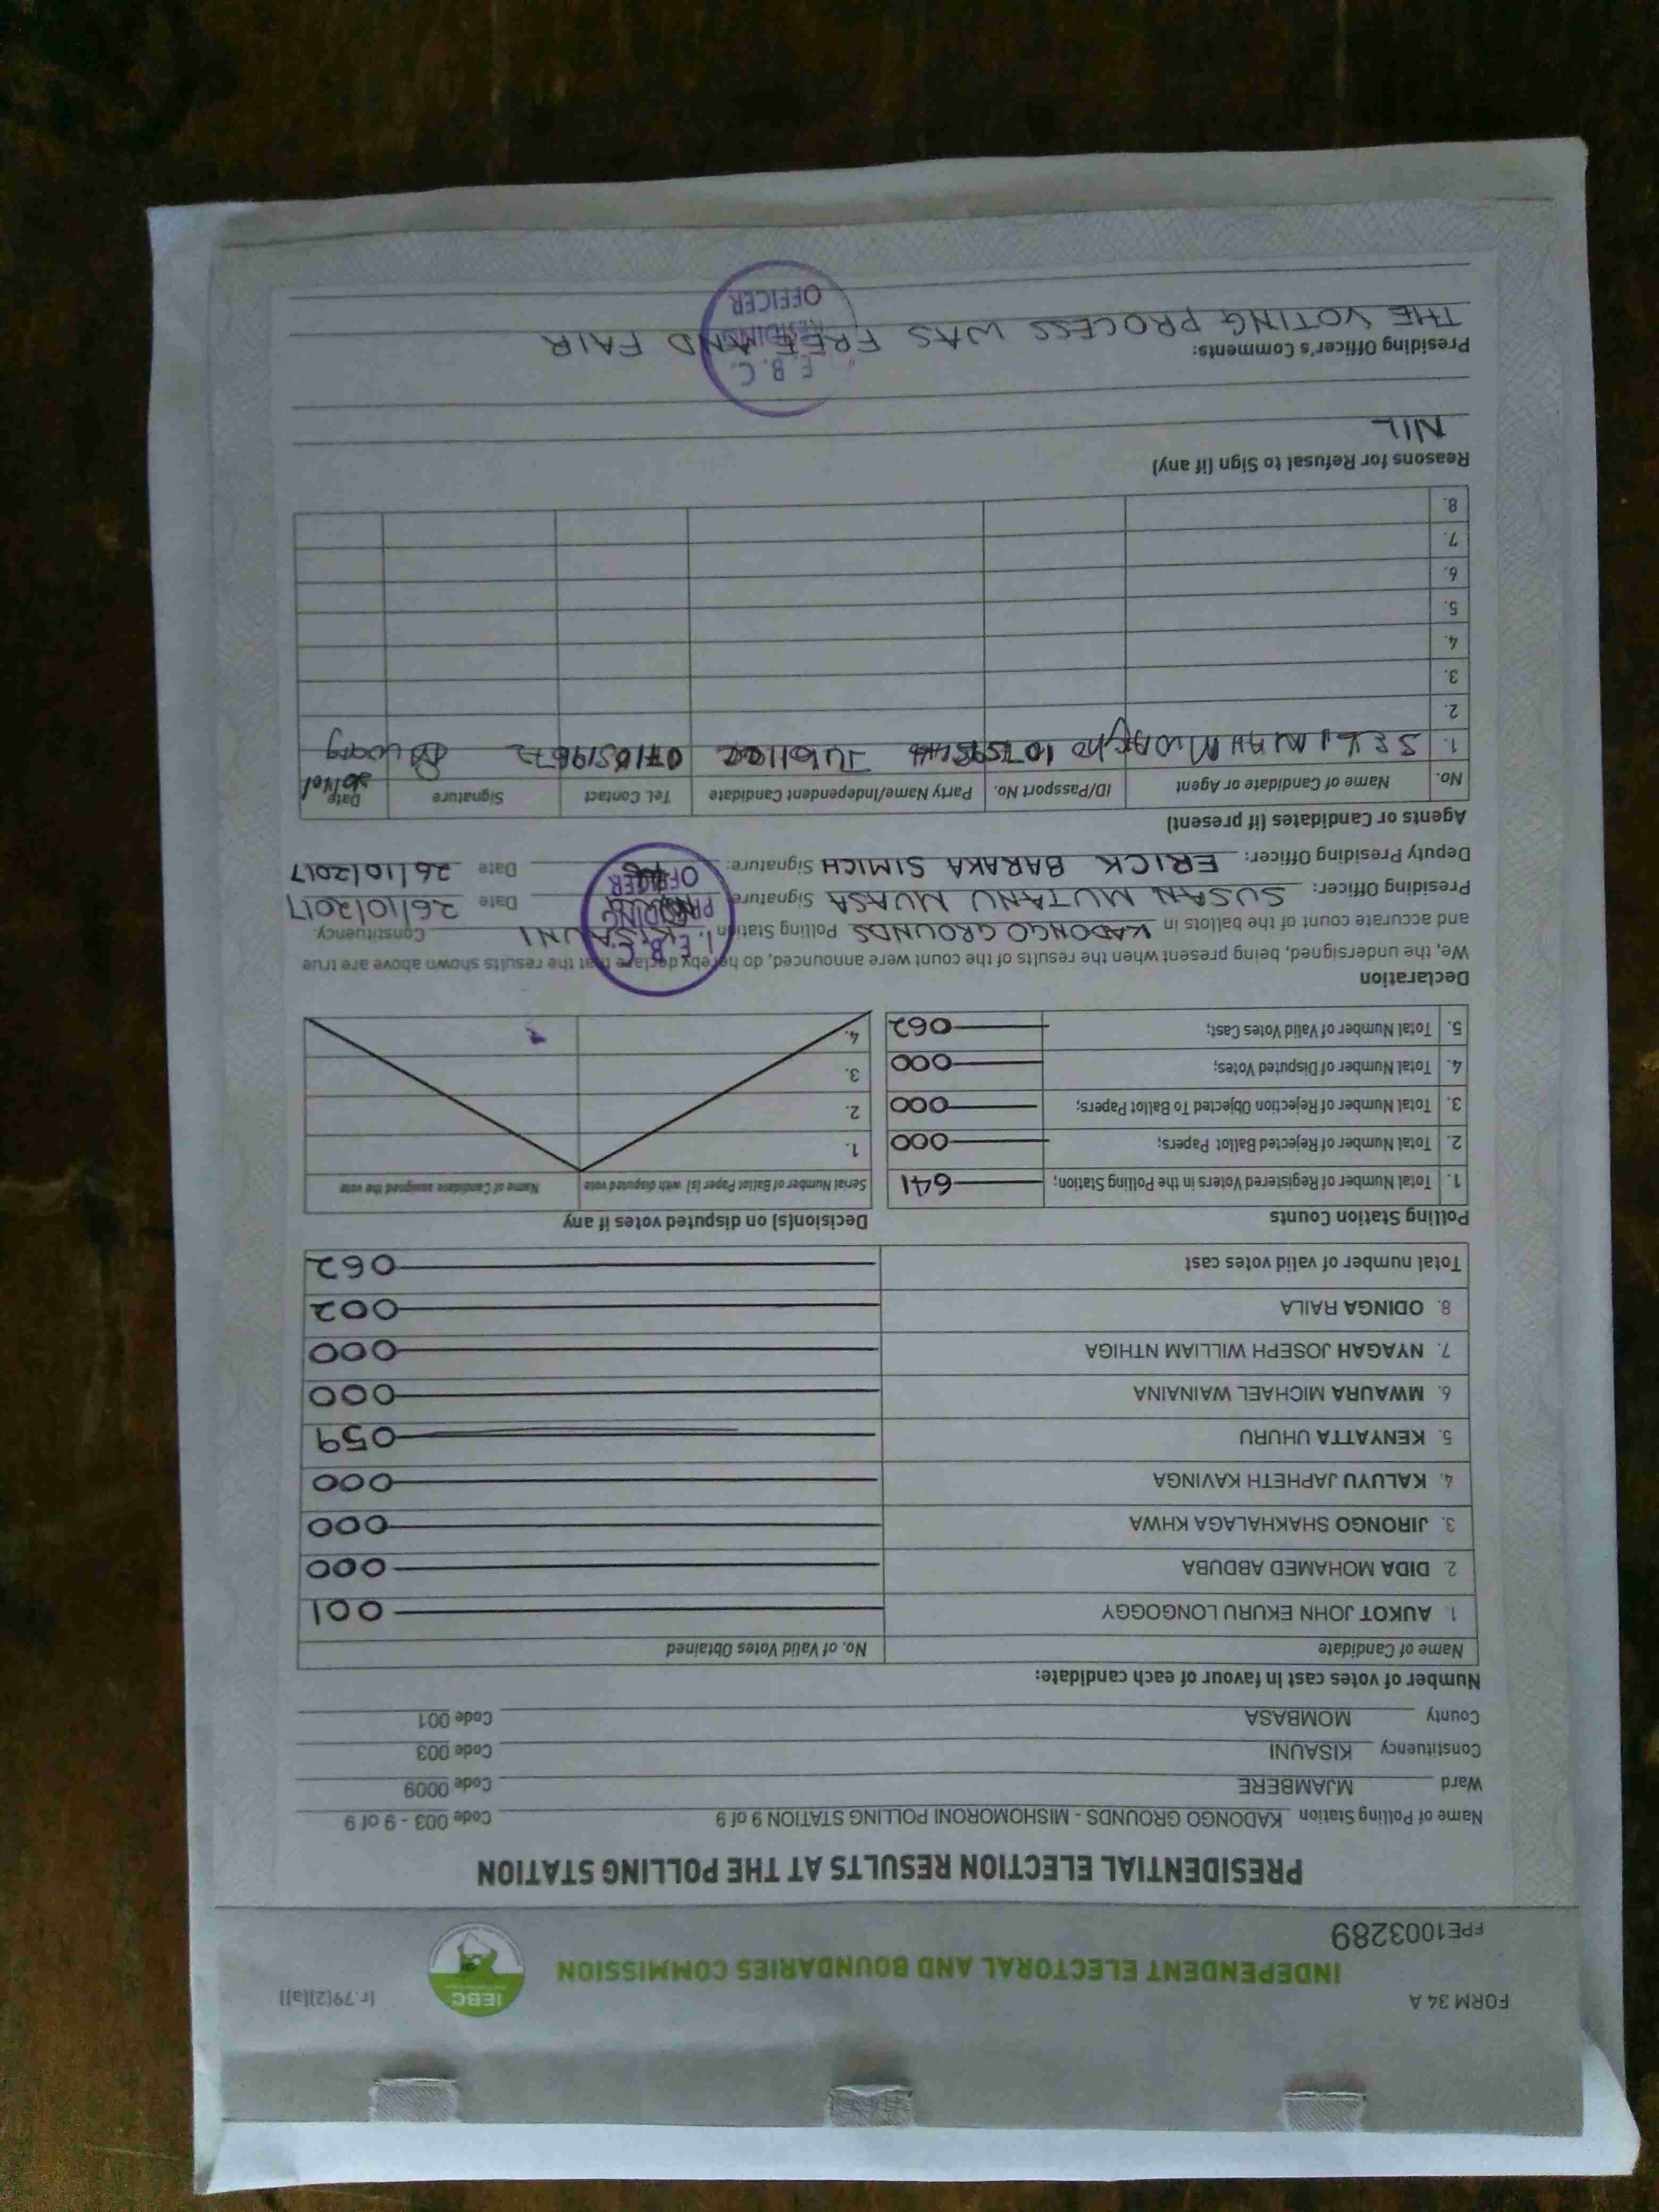 FORM 34 A
[r.79(2)(a)]
IEBC
INDEPENDENT ELECTORAL AND BOUNDARIES COMMISSION
FPE1003289
PRESIDENTIAL ELECTION RESULTS AT THE POLLING STATION
Name of Polling Station KADONGO GROUNDS - MISHOMORONI POLLING STATION 9 of 9 Code 003 - 9 of 9
Ward MJAMBERE Code 0009
Constituency KISAUNI Code 003
County MOMBASA Code 001
Number of votes cast in favour of each candidate:
Name of Candidate No. of Valid Votes Obtained
1. AUKOT JOHN EKURU LONGOGGY 001
2. DIDA MOHAMED ABDUBA 000
3. JIRONGO SHAKHALAGA KHWA 000
4. KALUYU JAPHETH KAVINGA 000
5. KENYATTA UHURU 059
6. MWAURA MICHAEL WAINAINA 000
7. NYAGAH JOSEPH WILLIAM NTHIGA 000
8. ODINGA RAILA 002
Total number of valid votes cast 062
Polling Station Counts
1. Total Number of Registered Voters in the Polling Station; 641
2. Total Number of Rejected Ballot Papers; 000
3. Total Number of Rejection Objected To Ballot Papers; 000
4. Total Number of Disputed Votes; 000
5. Total Number of Valid Votes Cast; 062
Decision(s) on disputed votes if any
Serial Number of Ballot Paper (s) with disputed vote Name of Candidate assigned the vote
1.
2.
3.
4.
Declaration
We, the undersigned, being present when the results of the count were announced, do hereby declare that the results shown above are true
and accurate count of the ballots in KADONGO GROUNDS Polling Station, KISAUNI Constituency.
Presiding Officer: SUSAN MUTANU MUASA Signature: Date 26/10/2017
Deputy Presiding Officer: ERICK BARAKA SIMICH Signature: Date 26/10/2017
I. E. B. C.
PRESIDING
OFFICER
Agents or Candidates (if present)
No. Name of Candidate or Agent ID/Passport No. Party Name/Independent Candidate Tel. Contact Signature Date
1. Jubilee
2.
3.
4.
5.
6.
7.
8.
Reasons for Refusal to Sign (if any)
NIL
Presiding Officer's Comments:
THE VOTING PROCESS WAS FREE AND FAIR
E. B. C.
PRESIDING
OFFICER